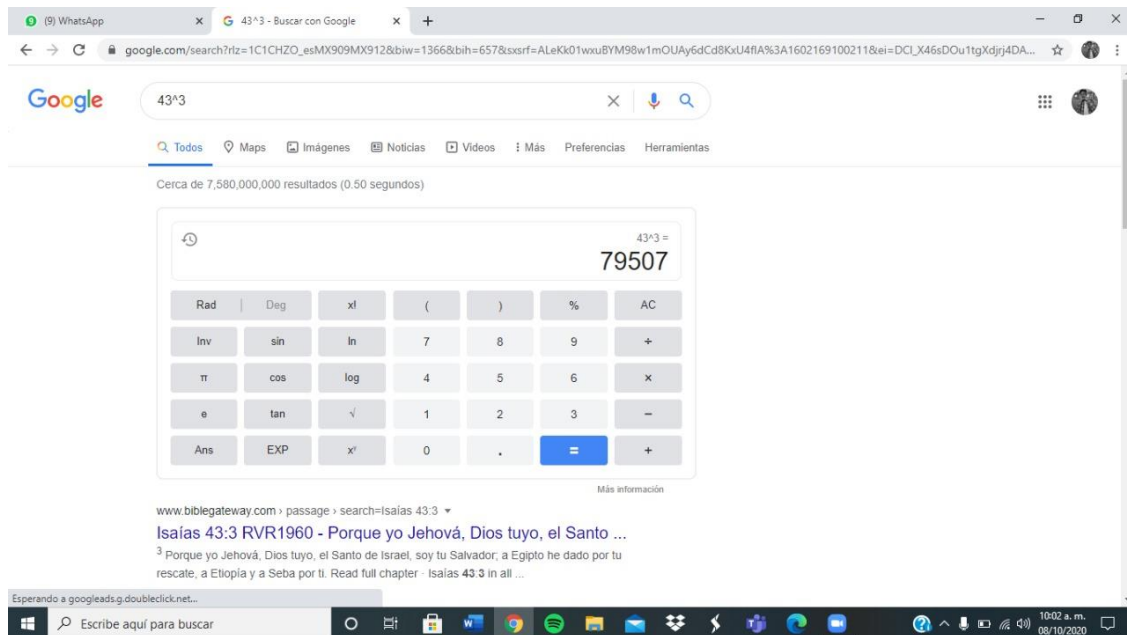 (9) WhatsApp
43^3 - Buscar con Google
google.com/search?rlz=1C1CHZO_esMX909MX912&biw=1366&bih=657&sxsrf=ALeKk01wxuBYM98w1mOUAy6dCd8KxU4flA%3A1602169100211&ei=DCI_X46sDOu1tgXdjrj4DA...
Google
43^3
Todos Maps Imágenes Noticias Videos Más Preferencias Herramientas
Cerca de 7,580,000,000 resultados (0.50 segundos)
43^3 =
79507
Rad | Deg x! ( ) % AC
Inv sin ln 7 8 9 ÷
π cos log 4 5 6 ×
e tan √ 1 2 3 −
Ans EXP xʸ 0 . = +
Más información
www.biblegateway.com › passage › search=Isaías 43:3
Isaías 43:3 RVR1960 - Porque yo Jehová, Dios tuyo, el Santo ...
3 Porque yo Jehová, Dios tuyo, el Santo de Israel, soy tu Salvador; a Egipto he dado por tu
rescate, a Etiopía y a Seba por ti. Read full chapter · Isaías 43:3 in all ...
Esperando a googleads.g.doubleclick.net...
Escribe aquí para buscar
10:02 a. m.
08/10/2020